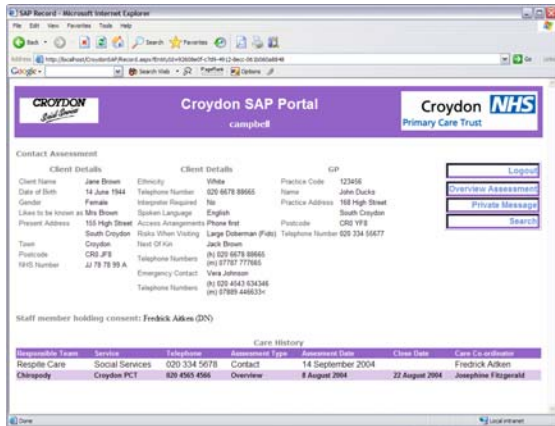 SAP Record - Microsoft Internet Explorer
File Edit View Favorites Tools Help
Back Search Favorites
Address
Google Search Web PageRank Options
CROYDON
Social Services
Croydon SAP Portal
campbell
Croydon NHS
Primary Care Trust
Contact Assessment
Client Details Client Details GP
Client Name Jane Brown Ethnicity White Practice Code 123456
Date of Birth 14 June 1944 Telephone Number 020 6678 88665 Name John Ducks
Gender Female Interpreter Required No Practice Address 168 High Street
Likes to be known as Mrs Brown Spoken Language English South Croydon
Present Address 155 High Street Access Arrangements Phone first Postcode CR0 YF8
South Croydon Risks When Visiting Large Doberman (Fido) Telephone Number 020 334 55677
Town Croydon Next Of Kin Jack Brown
Postcode CR0 JF8 Telephone Numbers (h) 020 6678 88665
NHS Number JJ 78 78 99 A (m) 07787 777665
Emergency Contact Vera Johnson
Telephone Numbers (h) 020 4543 034346
(m) 07889 446633<
Logout
Overview Assessment
Private Message
Search
Staff member holding consent: Fredrick Aitken (DN)
Care History
Responsible Team Service Telephone Assessment Type Assessment Date Close Date Care Co-ordinator
Respite Care Social Services 020 334 5678 Contact 14 September 2004 Fredrick Aitken
Chiropody Croydon PCT 020 4565 4566 Overview 8 August 2004 22 August 2004 Josephine Fitzgerald
Done Local intranet